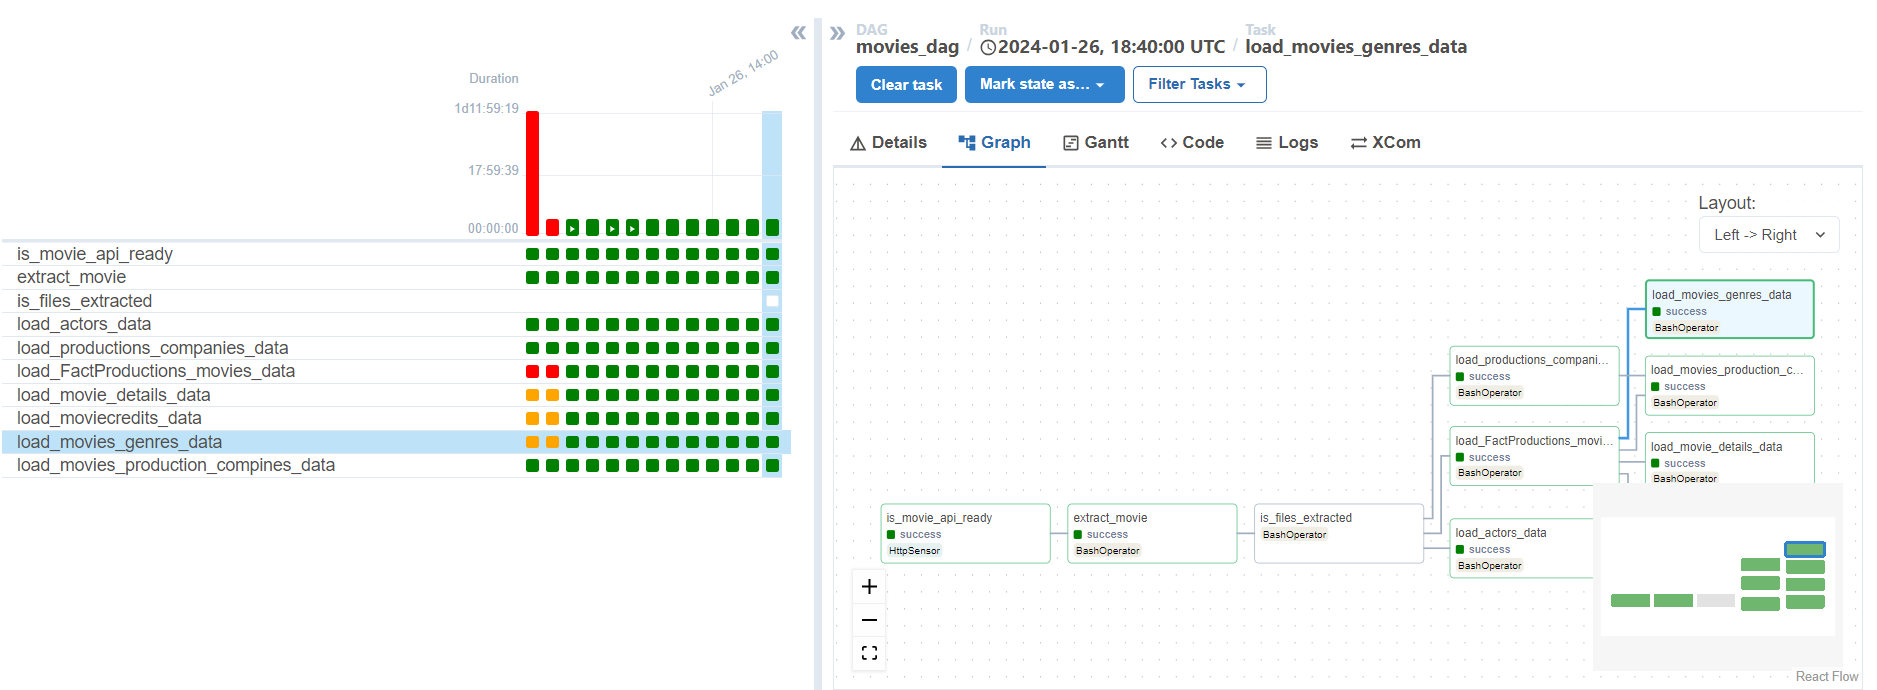 Duration
Jan 26, 14:00
1d11:59:19
17:59:39
00:00:00
is_movie_api_ready
extract_movie
is_files_extracted
load_actors_data
load_productions_companies_data
load_FactProductions_movies_data
load_movie_details_data
load_moviecredits_data
load_movies_genres_data
load_movies_production_compines_data
DAG Run Task
movies_dag / 2024-01-26, 18:40:00 UTC / load_movies_genres_data
Clear task Mark state as... Filter Tasks
Details Graph Gantt Code Logs XCom
Layout:
Left -> Right
load_movies_genres_data
success
BashOperator
load_productions_compani...
success
BashOperator
load_movies_production_c...
success
BashOperator
load_FactProductions_movi...
success
BashOperator
load_movie_details_data
success
BashOperator
is_movie_api_ready
success
HttpSensor
extract_movie
success
BashOperator
is_files_extracted
BashOperator
load_actors_data
success
BashOperator
React Flow